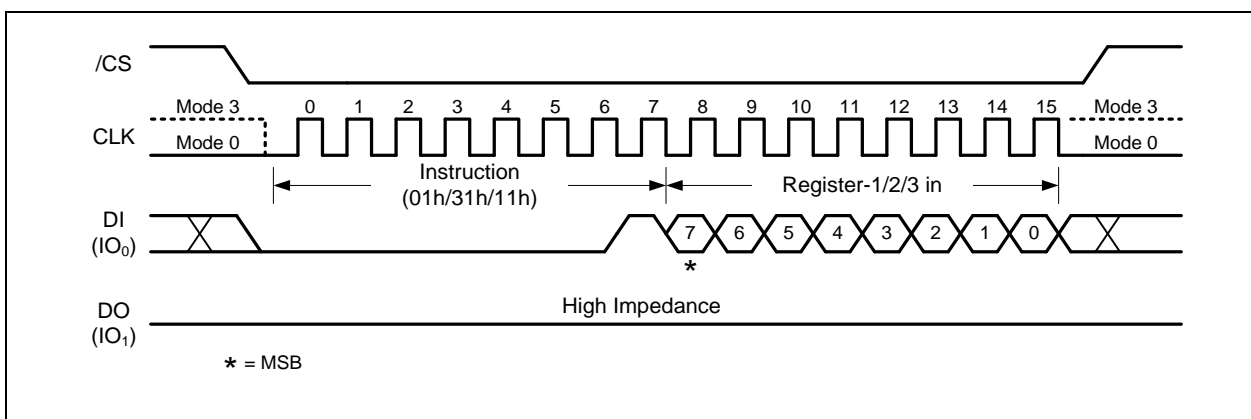 /CS
Mode 3 0 1 2 3 4 5 6 7 8 9 10 11 12 13 14 15 Mode 3
CLK
Mode 0 Mode 0
Instruction
(01h/31h/11h)
Register-1/2/3 in
DI
(IO₀)
7 6 5 4 3 2 1 0
*
High Impedance
DO
(IO₁)
* = MSB